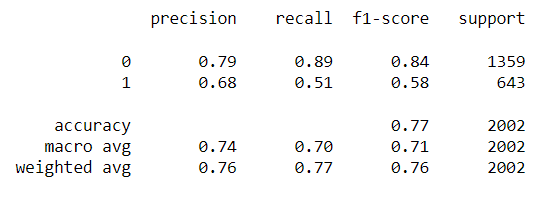 precision recall f1-score support
0 0.79 0.89 0.84 1359
1 0.68 0.51 0.58 643
accuracy 0.77 2002
macro avg 0.74 0.70 0.71 2002
weighted avg 0.76 0.77 0.76 2002